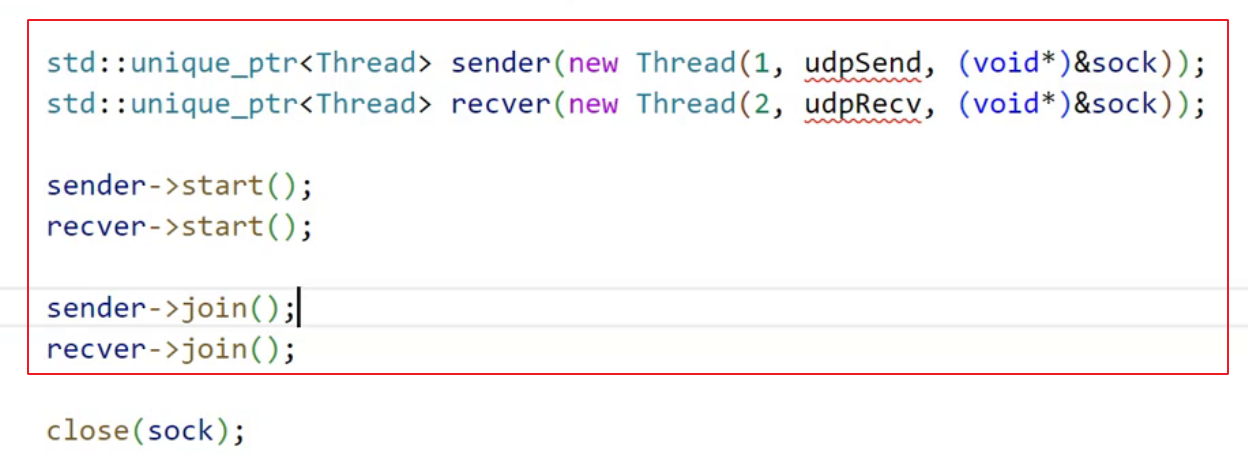 std::unique_ptr<Thread> sender(new Thread(1, udpSend, (void*)&sock));
std::unique_ptr<Thread> recver(new Thread(2, udpRecv, (void*)&sock));
sender->start();
recver->start();
sender->join();
recver->join();
close(sock);